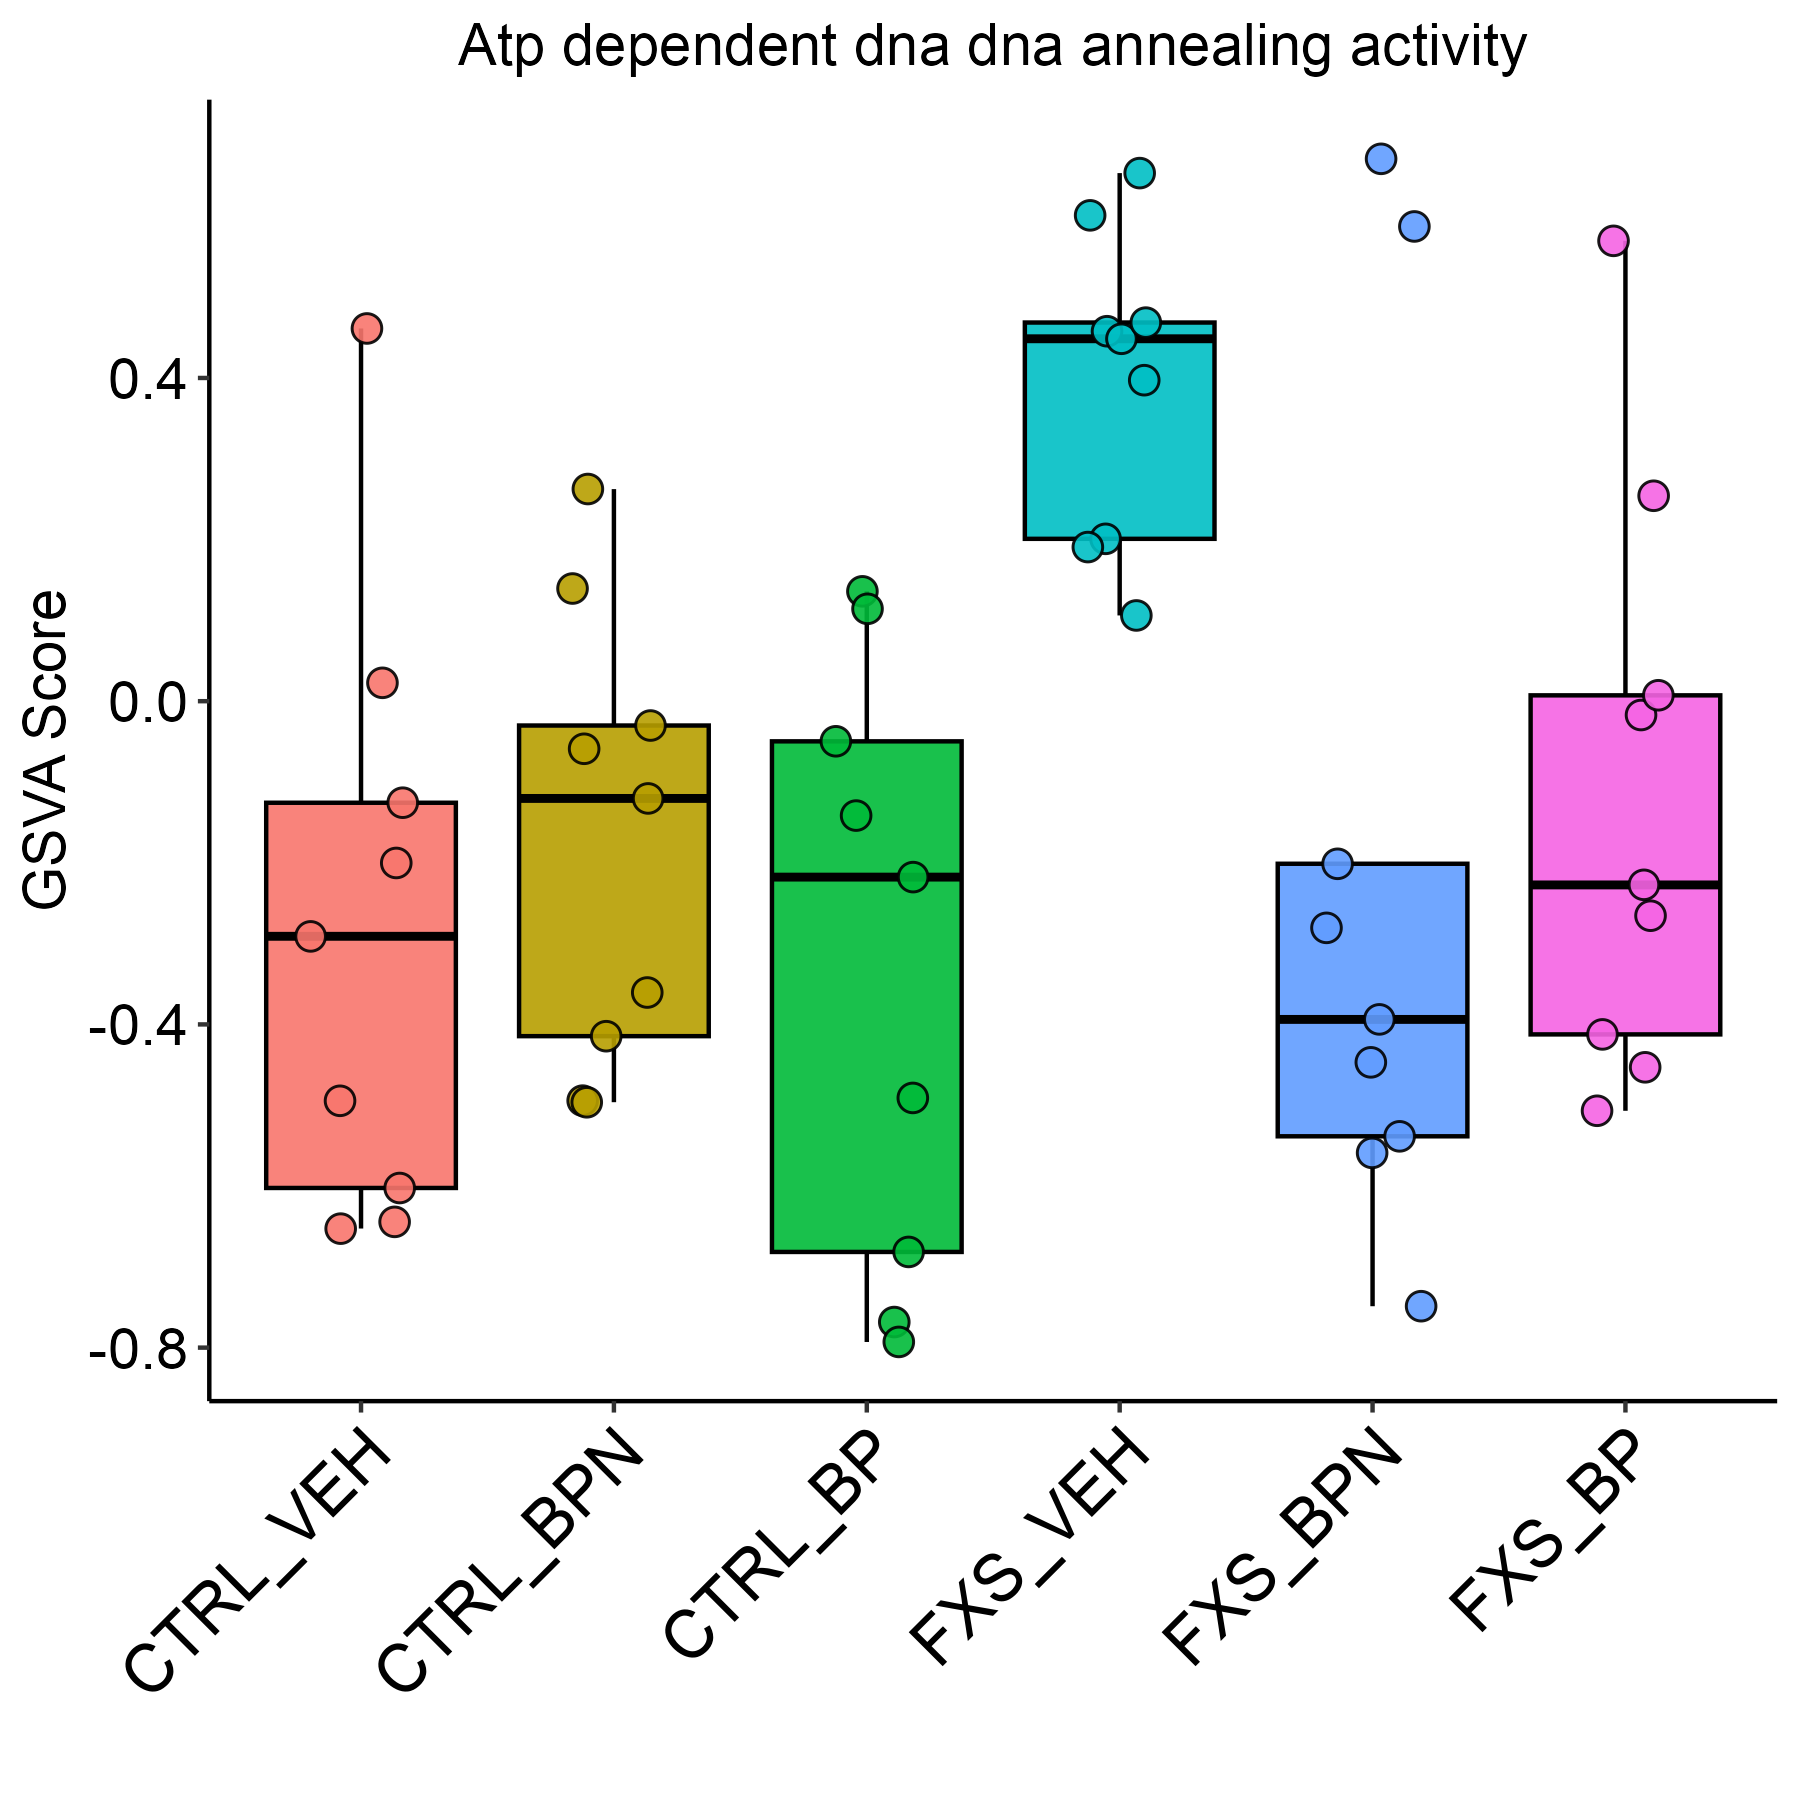 Atp dependent dna dna annealing activity
GSVA Score
0.4
0.0
-0.4
-0.8
CTRL_VEH
CTRL_BPN
CTRL_BP
FXS_VEH
FXS_BPN
FXS_BP